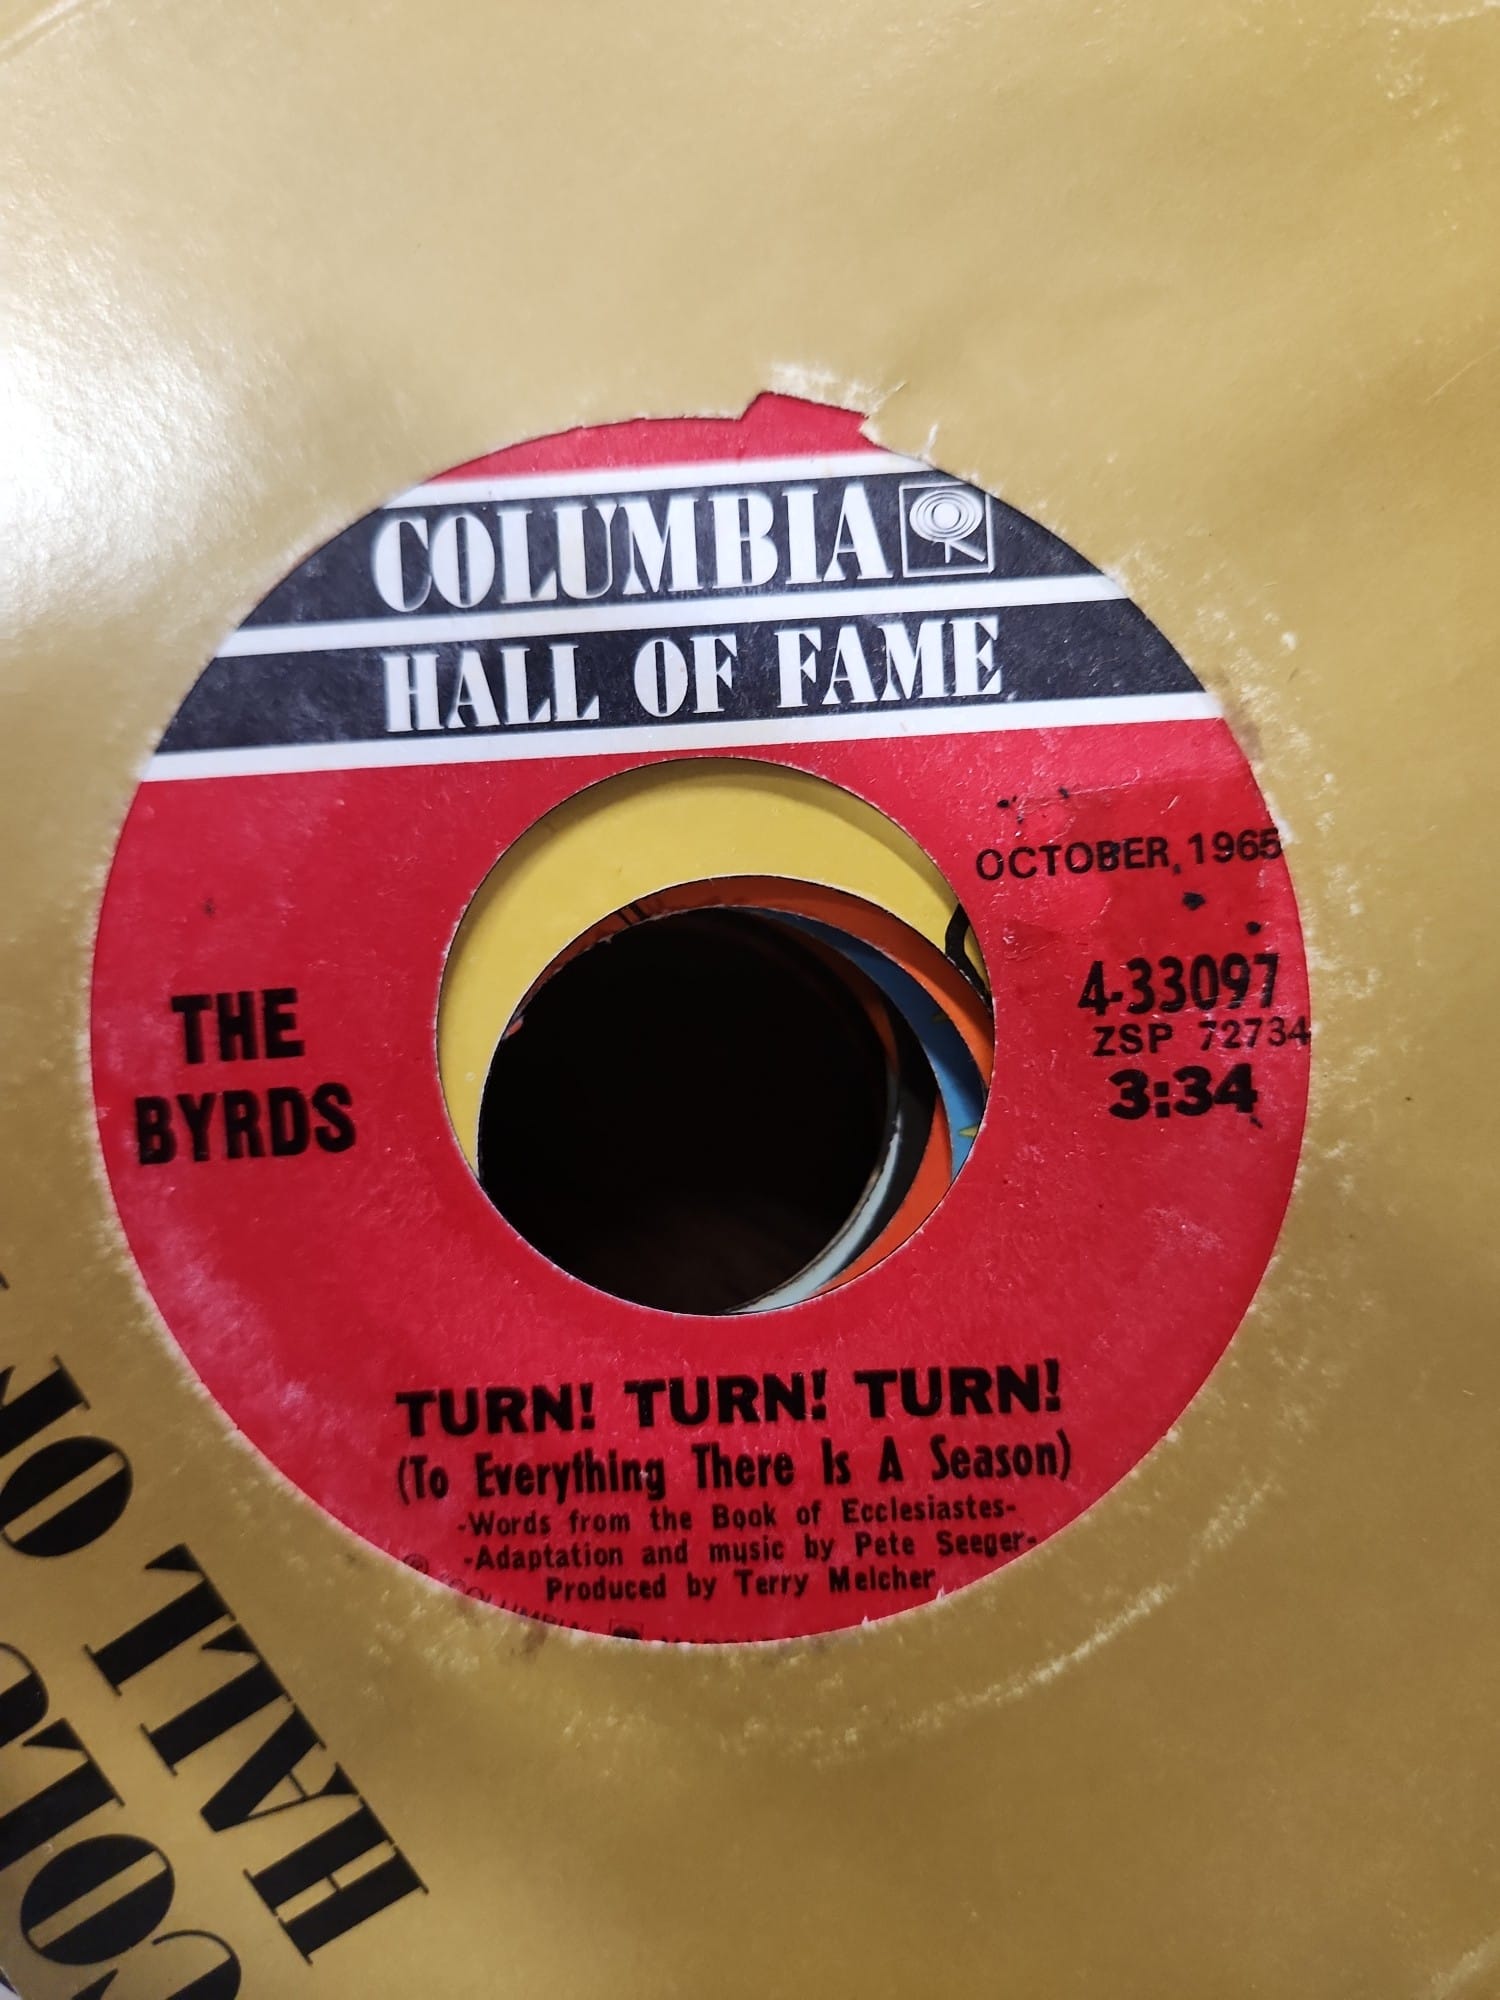 COLUMBIA
HALL OF FAME
OCTOBER, 1965
4-33097
ZSP 72734
3:34
THE
BYRDS
TURN! TURN! TURN!
(To Everything There Is A Season)
-Words from the Book of Ecclesiastes-
-Adaptation and music by Pete Seeger-
Produced by Terry Melcher
HALL OF